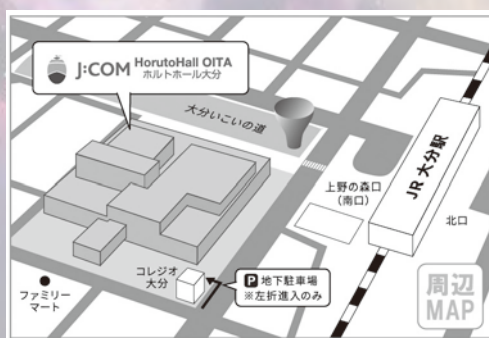 J:COM HorutoHall OITA
ホルトホール大分
大分いこいの道
JR大分駅
上野の森口
(南口)
北口
コレジオ
大分
P 地下駐車場
※左折進入のみ
ファミリー
マート
周辺
MAP